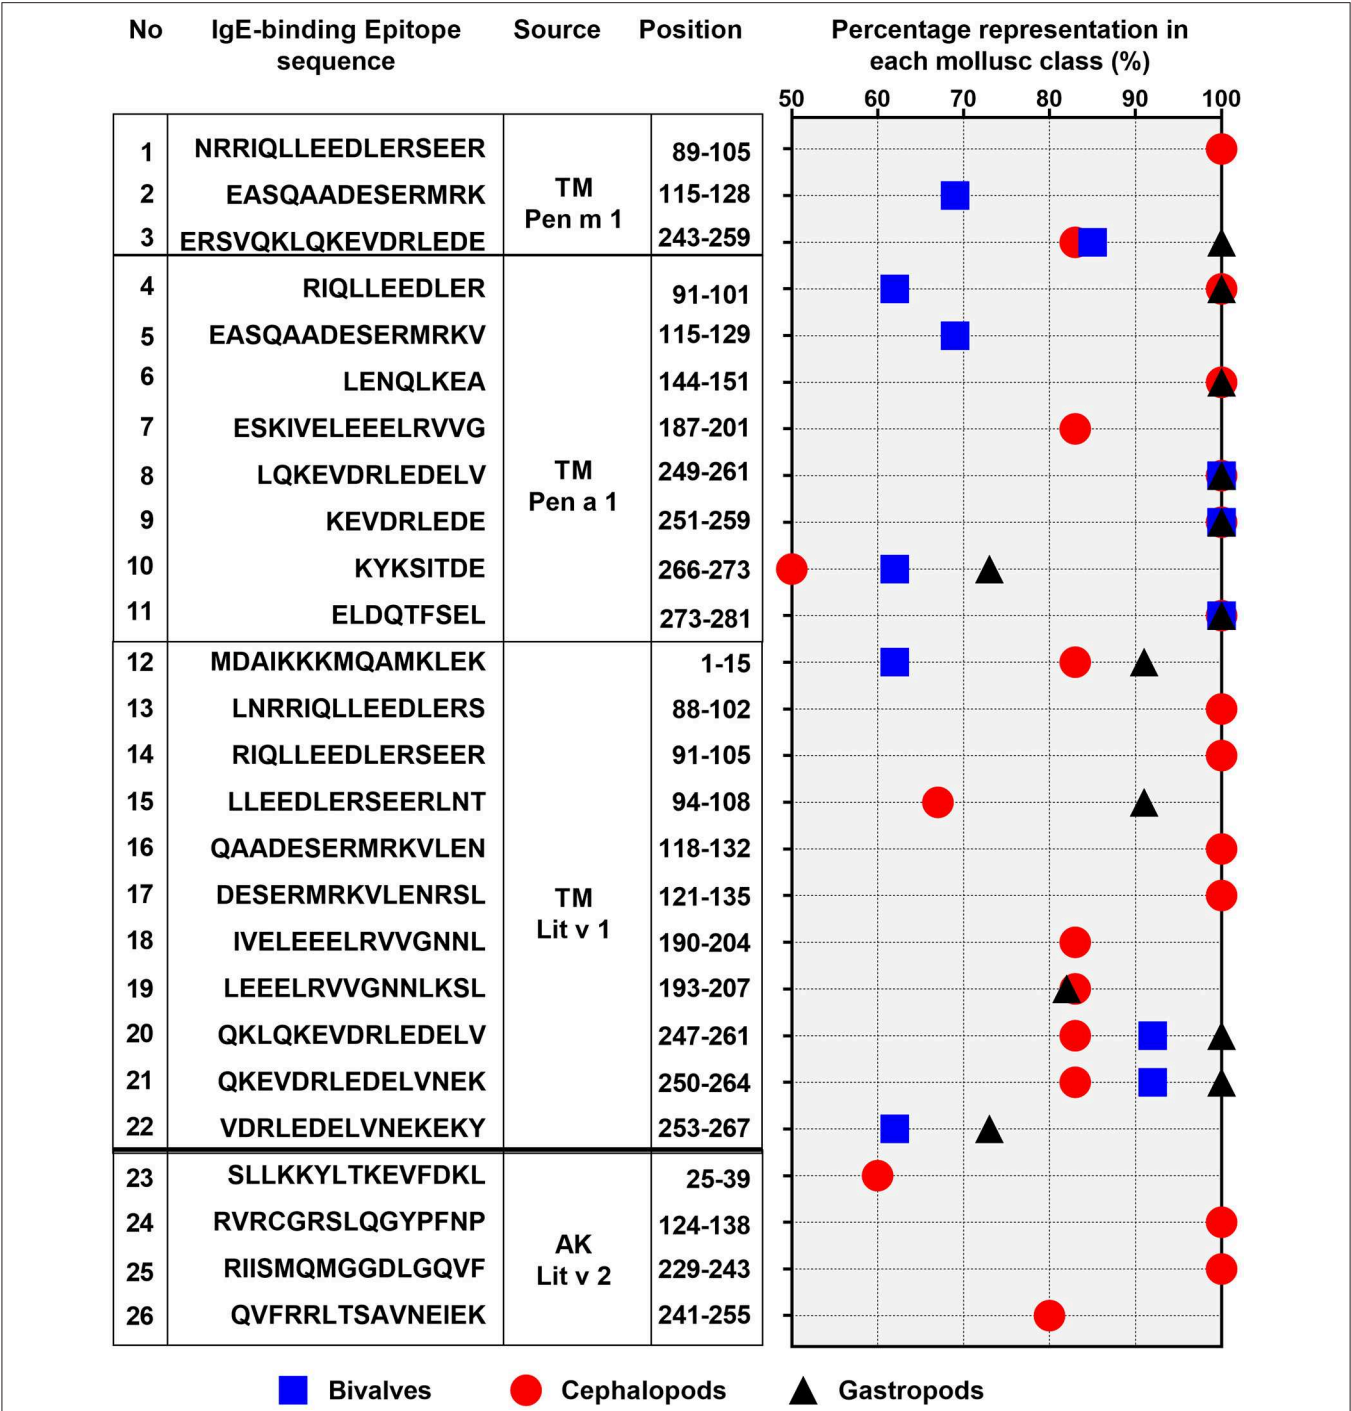 No IgE-binding Epitope Source Position Percentage representation in
sequence each mollusc class (%)
50 60 70 80 90 100
1 NRRIQLLEEDLERSEER 89-105
2 EASQAADESERMRK TM 115-128
Pen m 1
3 ERSVQKLQKEVDRLEDE 243-259
4 RIQLLEEDLER 91-101
5 EASQAADESERMRKV 115-129
6 LENQLKEA 144-151
7 ESKIVELEEELRVVG 187-201
8 LQKEVDRLEDELV TM 249-261
Pen a 1
9 KEVDRLEDE 251-259
10 KYKSITDE 266-273
11 ELDQTFSEL 273-281
12 MDAIKKKMQAMKLEK 1-15
13 LNRRIQLLEEDLERS 88-102
14 RIQLLEEDLERSEER 91-105
15 LLEEDLERSEERLNT 94-108
16 QAADESERMRKVLEN 118-132
17 DESERMRKVLENRSL TM 121-135
Lit v 1
18 IVELEEELRVVGNNL 190-204
19 LEEELRVVGNNLKSL 193-207
20 QKLQKEVDRLEDELV 247-261
21 QKEVDRLEDELVNEK 250-264
22 VDRLEDELVNEKEKY 253-267
23 SLLKKYLTKEVFDKL 25-39
24 RVRCGRSLQGYPFNP 124-138
AK
25 RIISMQMGGDLGQVF Lit v 2 229-243
26 QVFRRLTSAVNEIEK 241-255
Bivalves Cephalopods Gastropods